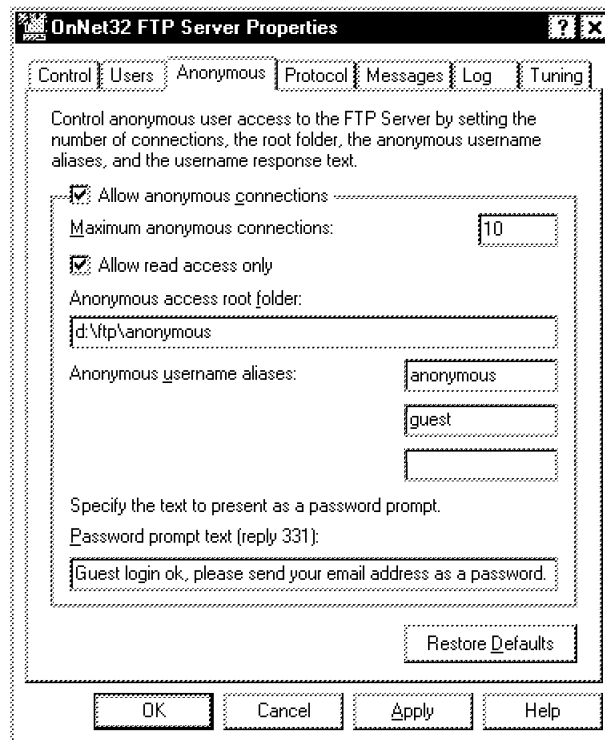 OnNet32 FTP Server Properties
Control Users Anonymous Protocol Messages Log Tuning
Control anonymous user access to the FTP Server by setting the
number of connections, the root folder, the anonymous username
aliases, and the username response text.
Allow anonymous connections
Maximum anonymous connections: 10
Allow read access only
Anonymous access root folder:
d:\ftp\anonymous
Anonymous username aliases: anonymous
guest
Specify the text to present as a password prompt.
Password prompt text (reply 331):
Guest login ok, please send your email address as a password.
Restore Defaults
OK Cancel Apply Help